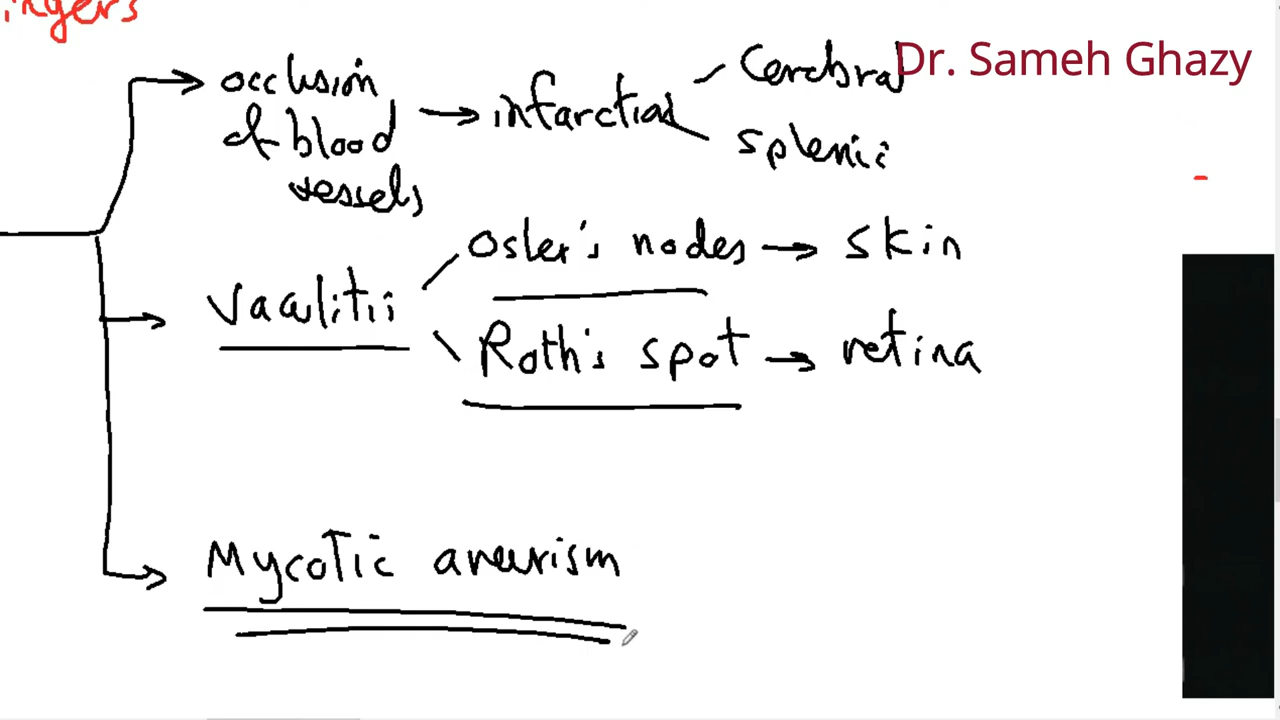 ingers
Dr. Sameh Ghazy
occlusion
of blood
vessels
infarction
Cerebral
splenic
Vasculitis
Osler's nodes → skin
Roth's spot → retina
Mycotic aneurism